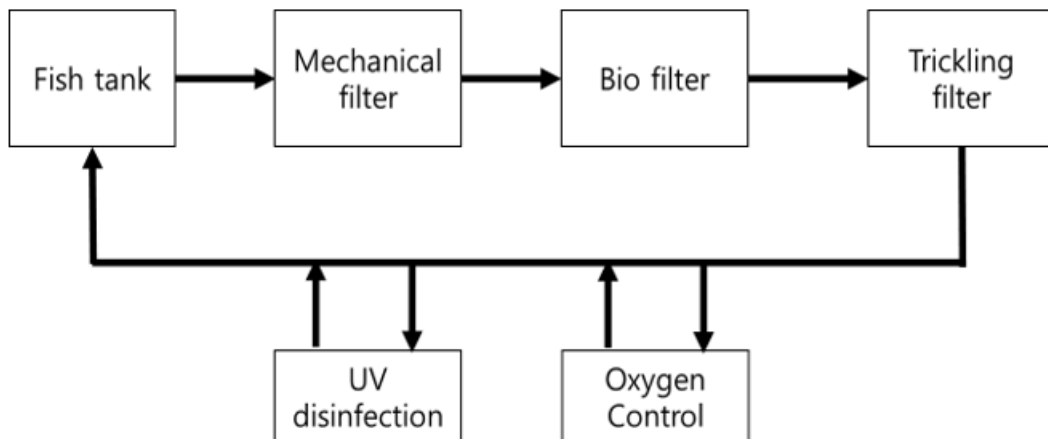 Fish tank
Mechanical
filter
Bio filter
Trickling
filter
UV
disinfection
Oxygen
Control